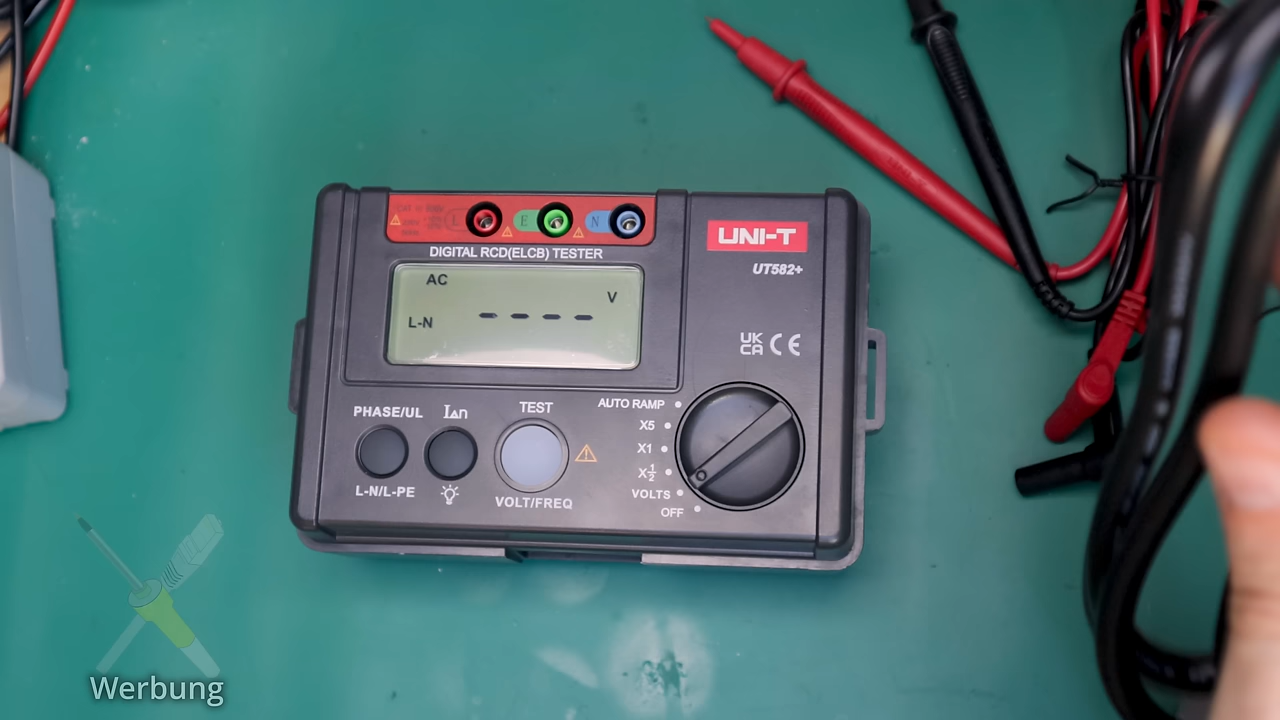 L E N
UNI-T
DIGITAL RCD(ELCB) TESTER
UT582+
AC
V
L-N
- - - -
UK
CA CE
PHASE/UL
I△n
TEST
AUTO RAMP
X5
X1
X½
VOLTS
OFF
L-N/L-PE
VOLT/FREQ
Werbung